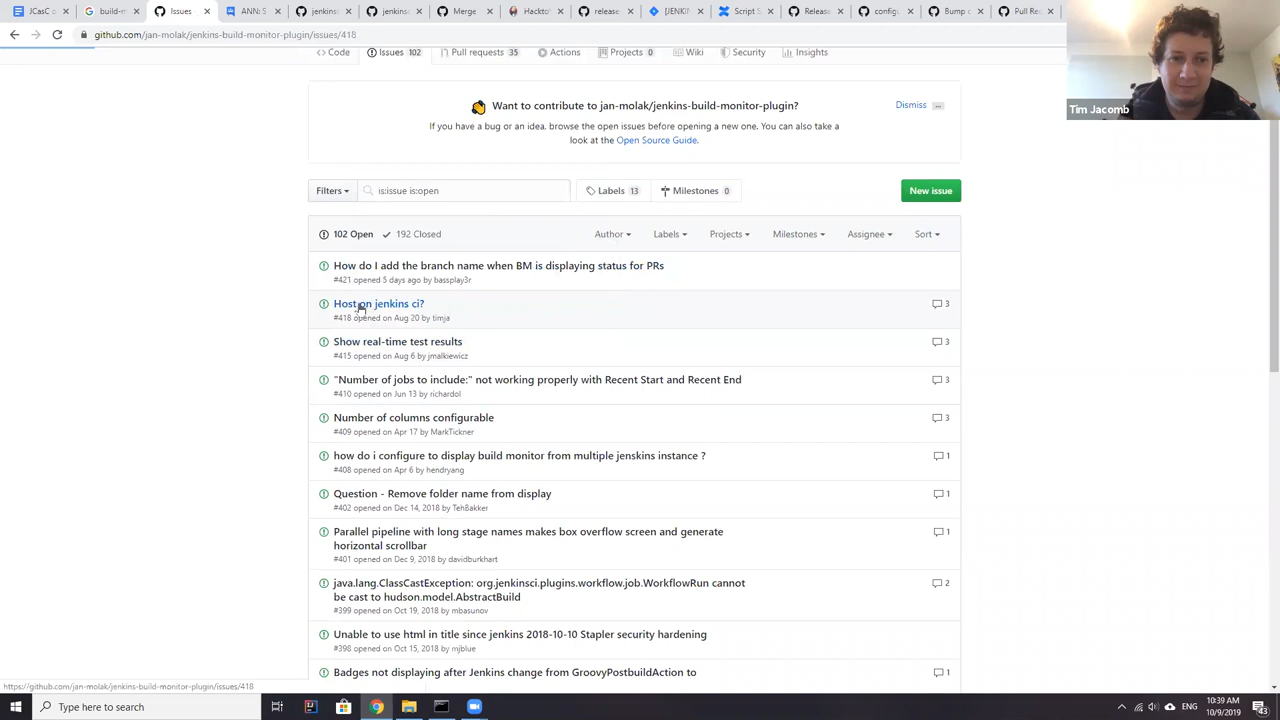 JCasC d
build-m
Issues
ANN: S
jenkins
jenkins
Merge
Hackto
release
[JENKIN
Script S
Release
configu
Bump c
Pull Rec
github.com/jan-molak/jenkins-build-monitor-plugin/issues/418
Code
Issues 102
Pull requests 35
Actions
Projects 0
Wiki
Security
Insights
Tim Jacomb
Want to contribute to jan-molak/jenkins-build-monitor-plugin?
Dismiss
If you have a bug or an idea, browse the open issues before opening a new one. You can also take a
look at the Open Source Guide.
Filters
is:issue is:open
Labels 13
Milestones 0
New issue
102 Open
192 Closed
Author
Labels
Projects
Milestones
Assignee
Sort
How do I add the branch name when BM is displaying status for PRs
#421 opened 5 days ago by bassplay3r
Host on jenkins ci?
3
#418 opened on Aug 20 by timja
Show real-time test results
3
#415 opened on Aug 6 by jmalkiewicz
"Number of jobs to include:" not working properly with Recent Start and Recent End
3
#410 opened on Jun 13 by richardol
Number of columns configurable
3
#409 opened on Apr 17 by MarkTickner
how do i configure to display build monitor from multiple jenskins instance ?
1
#408 opened on Apr 6 by hendryang
Question - Remove folder name from display
1
#402 opened on Dec 14, 2018 by TehBakker
Parallel pipeline with long stage names makes box overflow screen and generate
horizontal scrollbar
1
#401 opened on Dec 9, 2018 by davidburkhart
java.lang.ClassCastException: org.jenkinsci.plugins.workflow.job.WorkflowRun cannot
be cast to hudson.model.AbstractBuild
2
#399 opened on Oct 19, 2018 by mbasunov
Unable to use html in title since jenkins 2018-10-10 Stapler security hardening
#398 opened on Oct 15, 2018 by mjblue
Badges not displaying after Jenkins change from GroovyPostbuildAction to
1
https://github.com/jan-molak/jenkins-build-monitor-plugin/issues/418
Type here to search
ENG
10:39 AM
10/9/2019
43